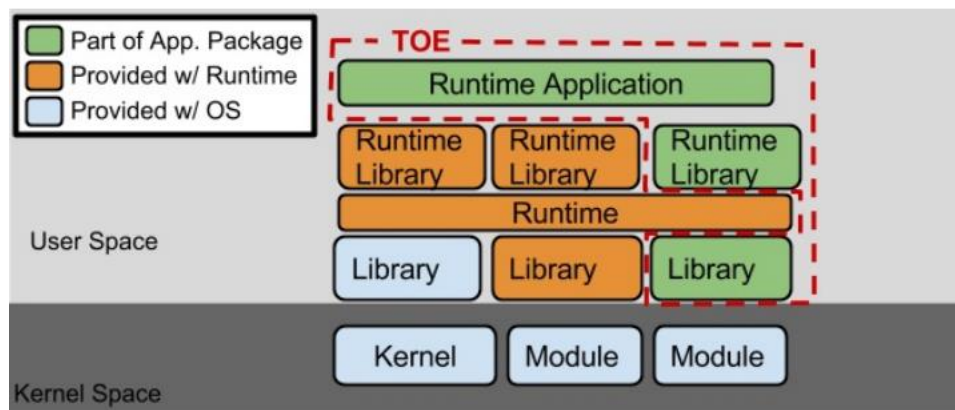 Part of App. Package
Provided w/ Runtime
Provided w/ OS
TOE
Runtime Application
Runtime
Library
Runtime
Library
Runtime
Library
Runtime
User Space
Library
Library
Library
Kernel
Module
Module
Kernel Space